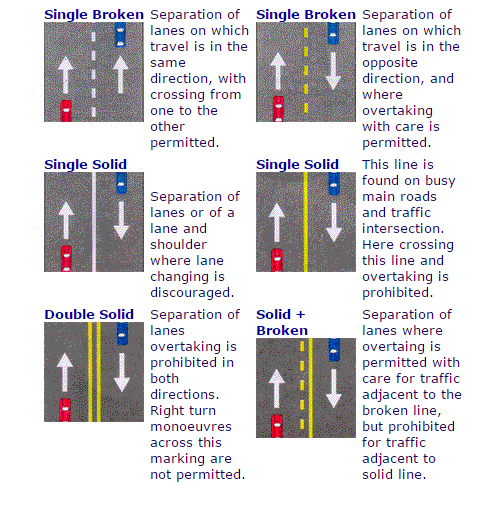 Single Broken
Separation of
lanes on which
travel is in the
same
direction, with
crossing from
one to the
other
permitted.
Single Broken
Separation of
lanes on which
travel is in the
opposite
direction, and
where
overtaking
with care is
permitted.
Single Solid
Separation of
lanes or of a
lane and
shoulder
where lane
changing is
discouraged.
Single Solid
This line is
found on busy
main roads
and traffic
intersection.
Here crossing
this line and
overtaking is
prohibited.
Double Solid
Separation of
lanes
overtaking is
prohibited in
both
directions.
Right turn
monoeuvres
across this
marking are
not permitted.
Solid +
Broken
Separation of
lanes where
overtaing is
permitted with
care for traffic
adjacent to the
broken line,
but prohibited
for traffic
adjacent to
solid line.